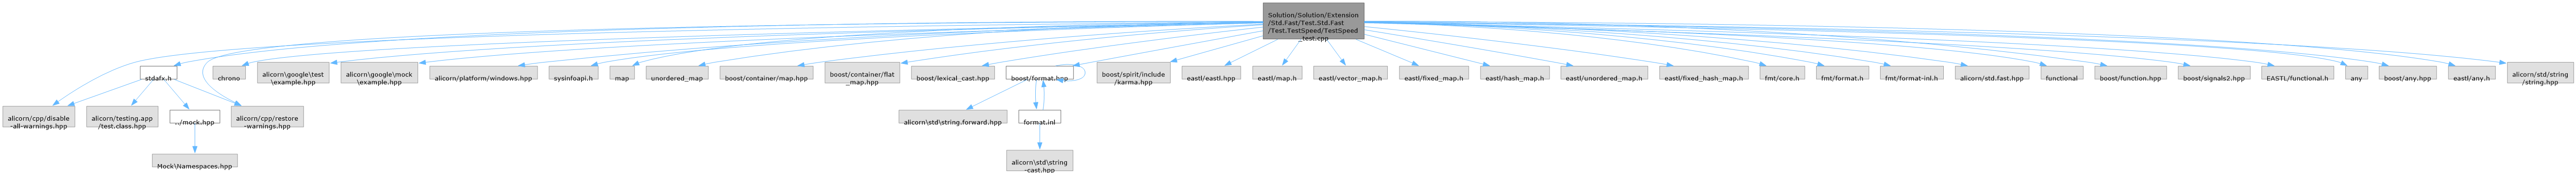 Solution/Solution/Extension
/Std.Fast/Test.Std.Fast
/Test.TestSpeed/TestSpeed
_test.cpp
stdafx.h
chrono
alicorn\google\test
\example.hpp
alicorn\google\mock
\example.hpp
alicorn/platform/windows.hpp
sysinfoapi.h
map
unordered_map
boost/container/map.hpp
boost/container/flat
_map.hpp
boost/lexical_cast.hpp
boost/format.hpp
boost/spirit/include
/karma.hpp
eastl/eastl.hpp
eastl/map.h
eastl/vector_map.h
eastl/fixed_map.h
eastl/hash_map.h
eastl/unordered_map.h
eastl/fixed_hash_map.h
fmt/core.h
fmt/format.h
fmt/format-inl.h
alicorn/std.fast.hpp
functional
boost/function.hpp
boost/signals2.hpp
EASTL/functional.h
any
boost/any.hpp
eastl/any.h
alicorn/std/string
/string.hpp
alicorn/cpp/disable
-all-warnings.hpp
alicorn/testing.app
/test.class.hpp
../mock.hpp
alicorn/cpp/restore
-warnings.hpp
alicorn\std\string.forward.hpp
format.inl
Mock\Namespaces.hpp
alicorn\std\string
-cast.hpp